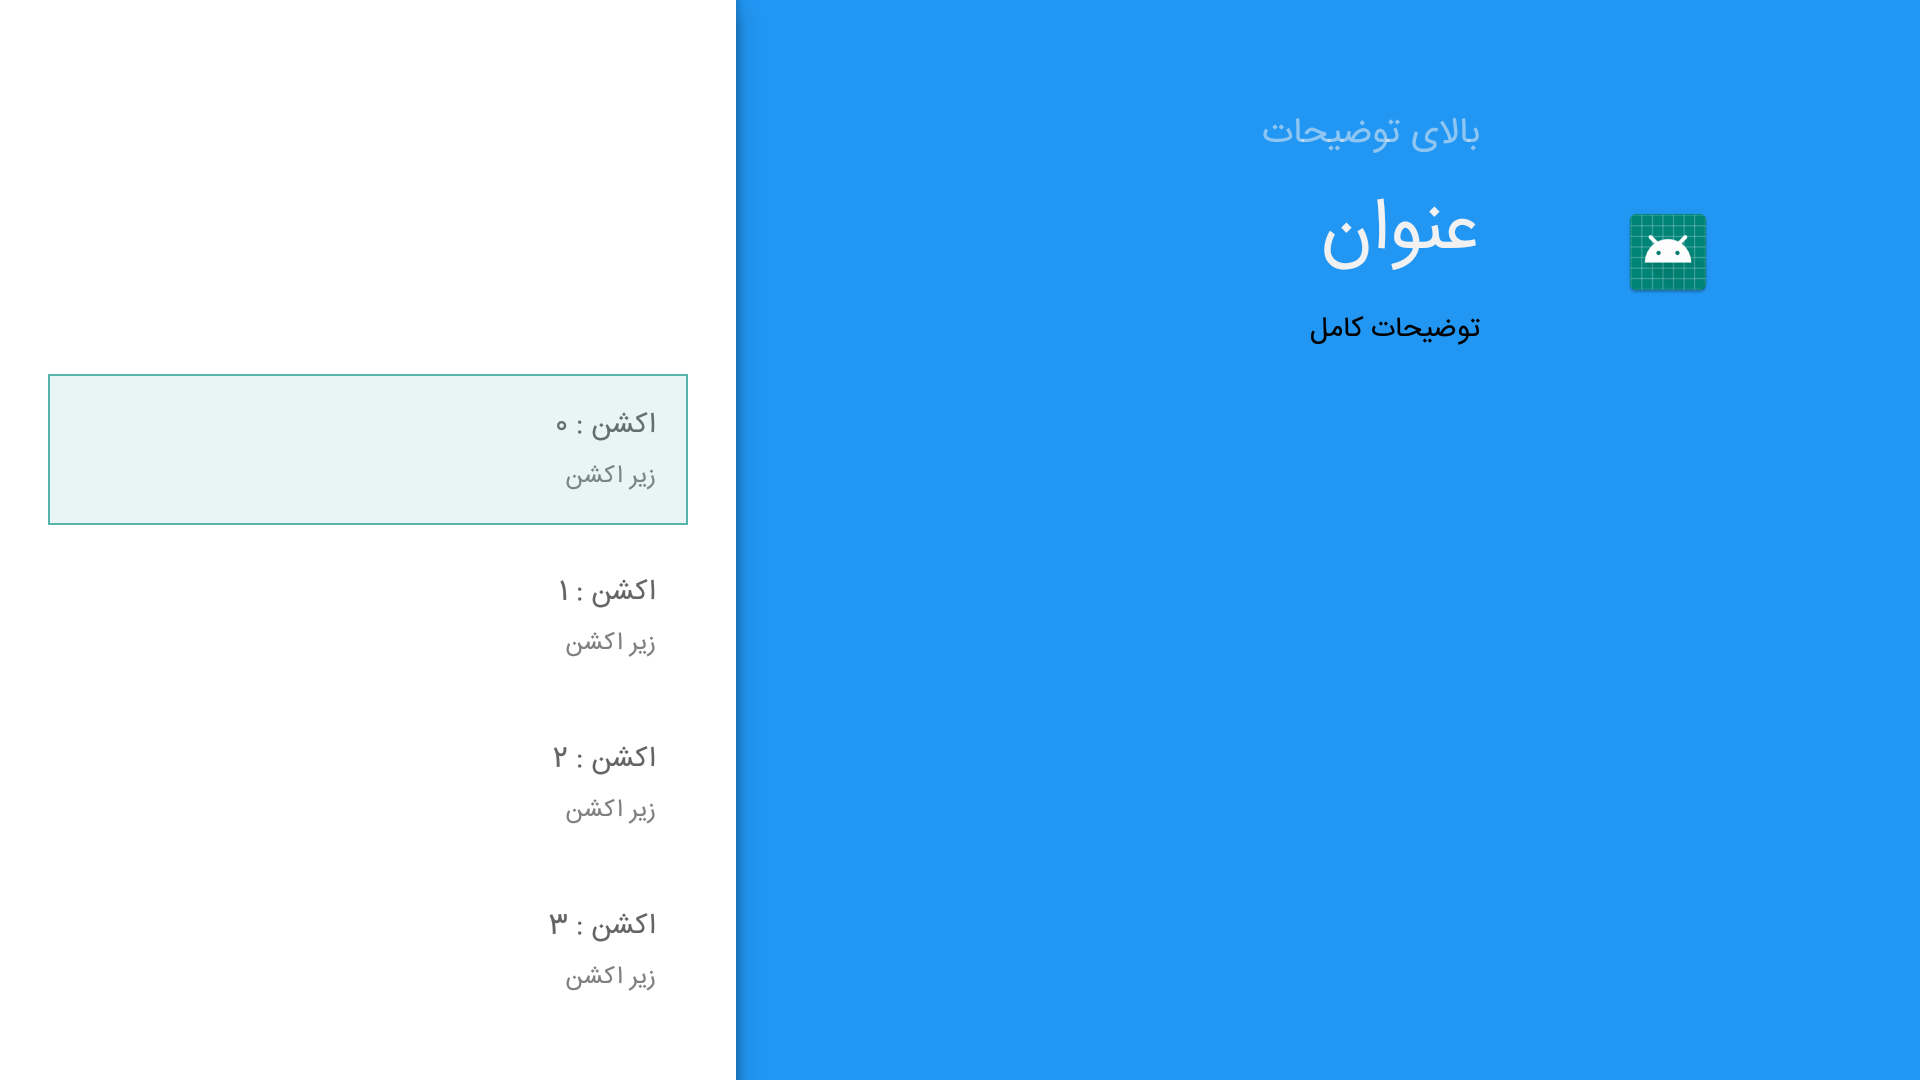 بالای توضیحات
عنوان
توضیحات کامل
اکشن : ۰
زیر اکشن
اکشن : ۱
زیر اکشن
اکشن : ۲
زیر اکشن
اکشن : ۳
زیر اکشن